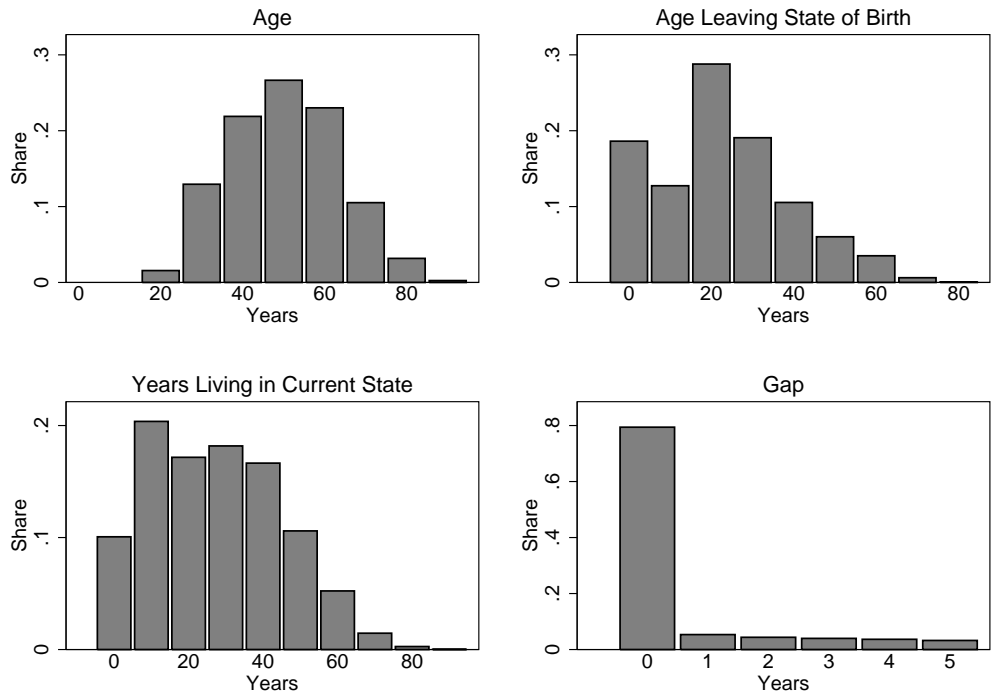 Age
Share
0 .1 .2 .3
0 20 40 60 80
Years
Age Leaving State of Birth
Share
0 .1 .2 .3
0 20 40 60 80
Years
Years Living in Current State
Share
0 .1 .2
0 20 40 60 80
Years
Gap
Share
0 .2 .4 .6 .8
0 1 2 3 4 5
Years